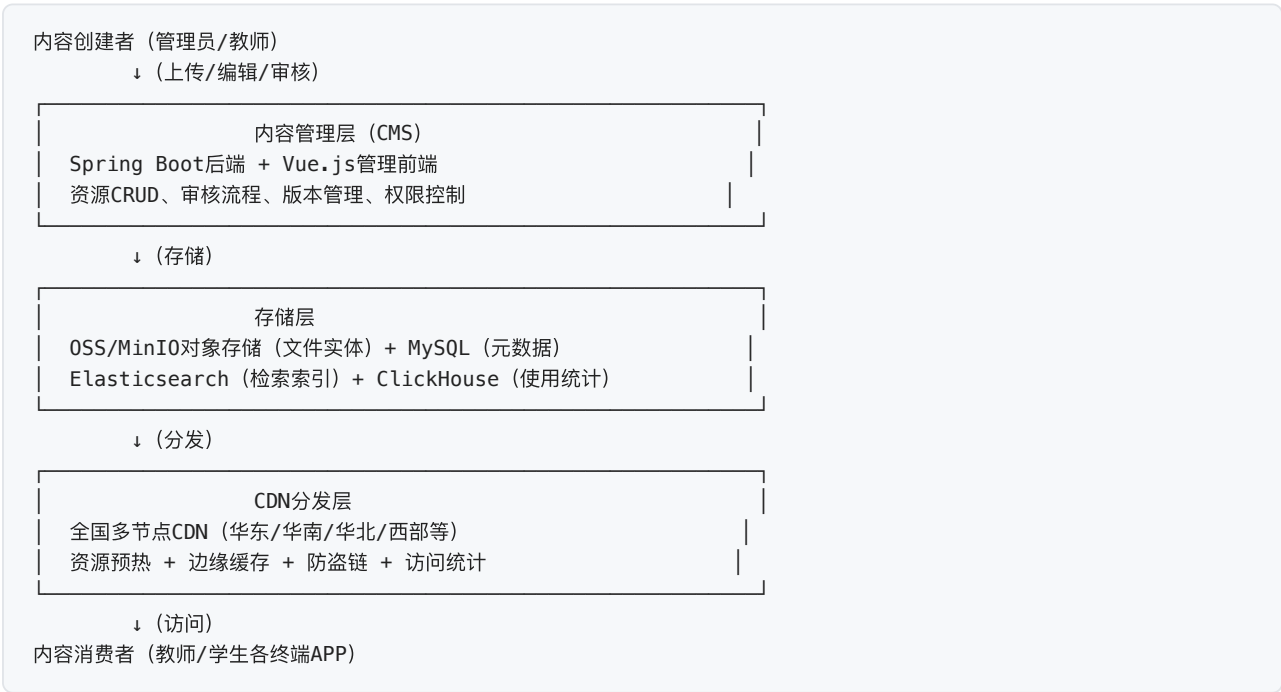 内容创建者（管理员/教师）
↓（上传/编辑/审核）
内容管理层（CMS）
Spring Boot后端 + Vue.js管理前端
资源CRUD、审核流程、版本管理、权限控制
↓（存储）
存储层
OSS/MinIO对象存储（文件实体）+ MySQL（元数据）
Elasticsearch（检索索引）+ ClickHouse（使用统计）
↓（分发）
CDN分发层
全国多节点CDN（华东/华南/华北/西部等）
资源预热 + 边缘缓存 + 防盗链 + 访问统计
↓（访问）
内容消费者（教师/学生各终端APP）